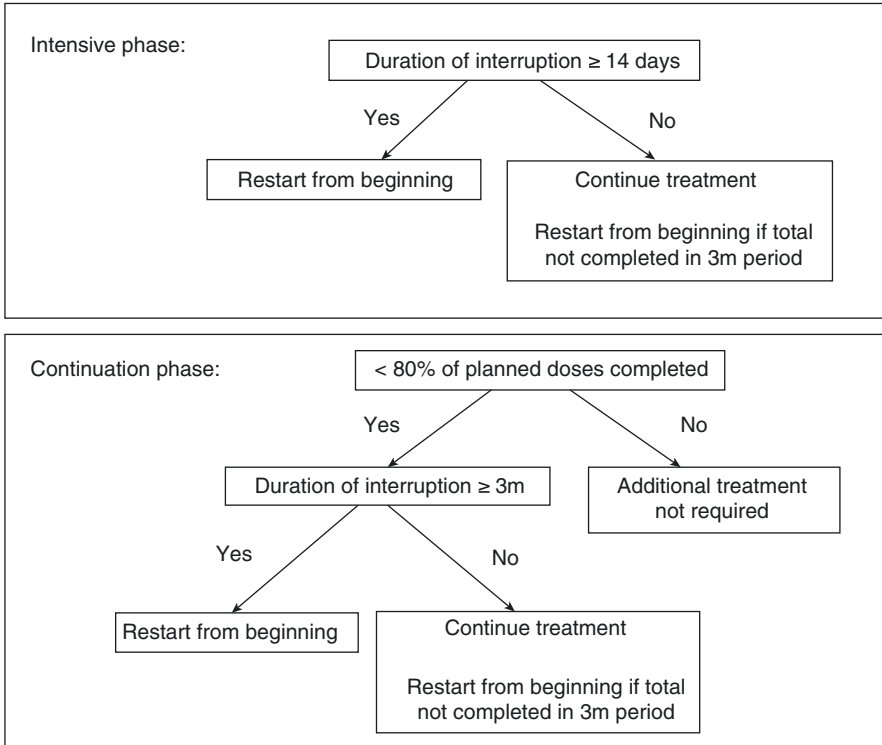 Intensive phase:
Duration of interruption ≥ 14 days
Yes
No
Restart from beginning
Continue treatment
Restart from beginning if total
not completed in 3m period
Continuation phase:
< 80% of planned doses completed
Yes
No
Duration of interruption ≥ 3m
Additional treatment
not required
Yes
No
Restart from beginning
Continue treatment
Restart from beginning if total
not completed in 3m period